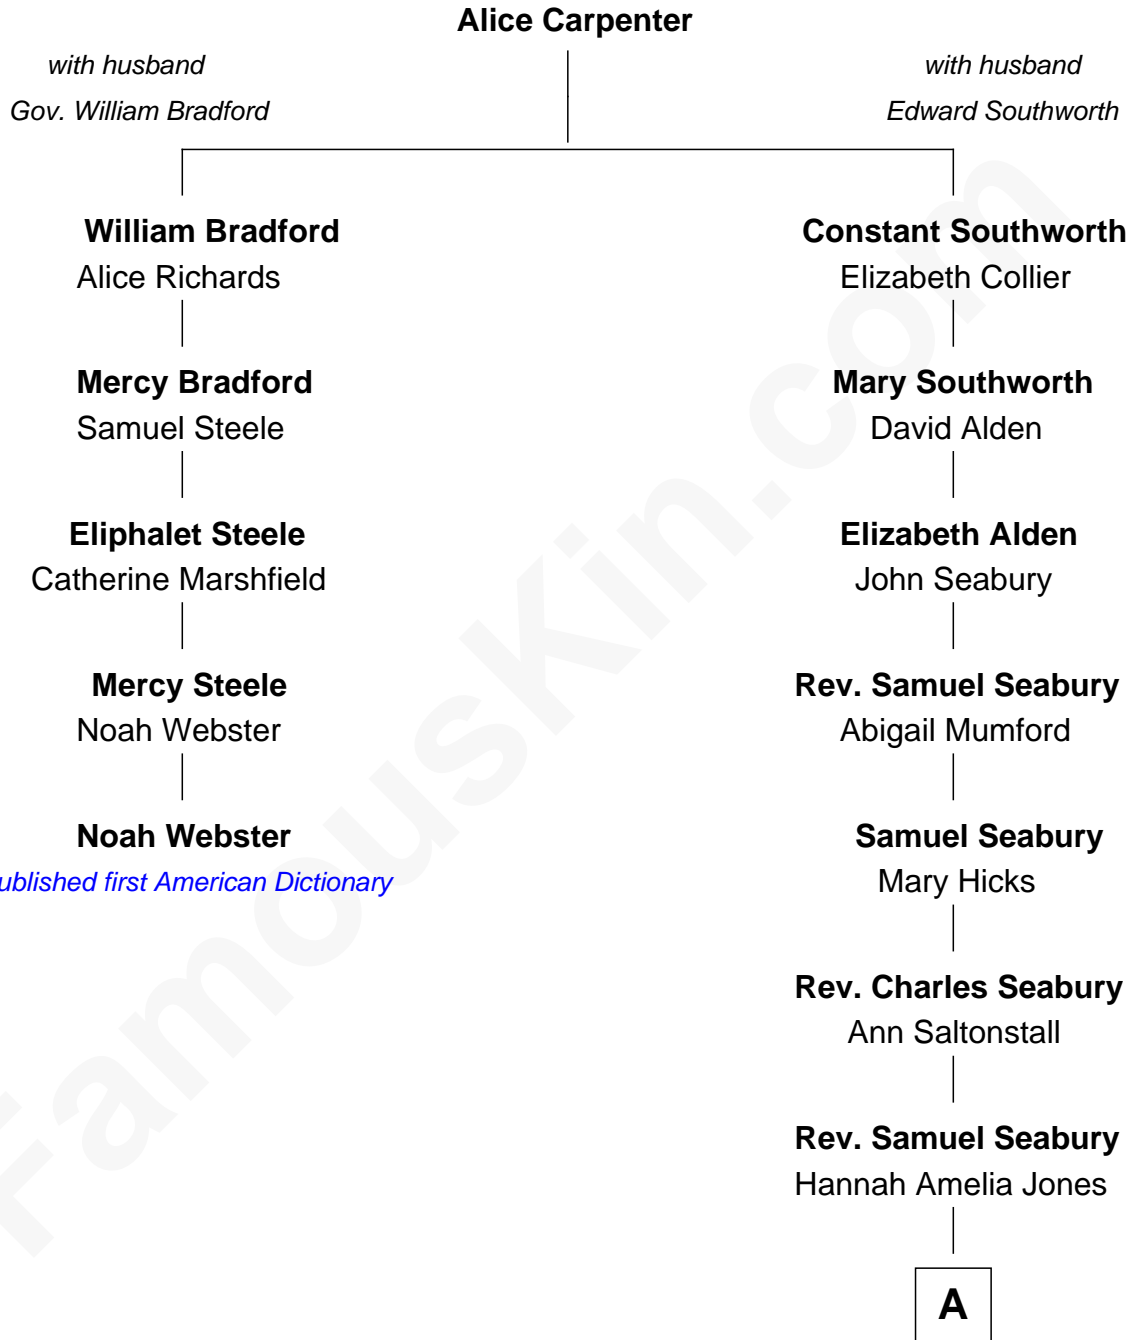 Alice Carpenter
with husband
Gov. William Bradford
with husband
Edward Southworth
William Bradford
Alice Richards
Constant Southworth
Elizabeth Collier
Mercy Bradford
Samuel Steele
Mary Southworth
David Alden
Eliphalet Steele
Catherine Marshfield
Elizabeth Alden
John Seabury
Mercy Steele
Noah Webster
Rev. Samuel Seabury
Abigail Mumford
Noah Webster
ublished first American Dictionary
Samuel Seabury
Mary Hicks
Rev. Charles Seabury
Ann Saltonstall
Rev. Samuel Seabury
Hannah Amelia Jones
A
FamousKin.com